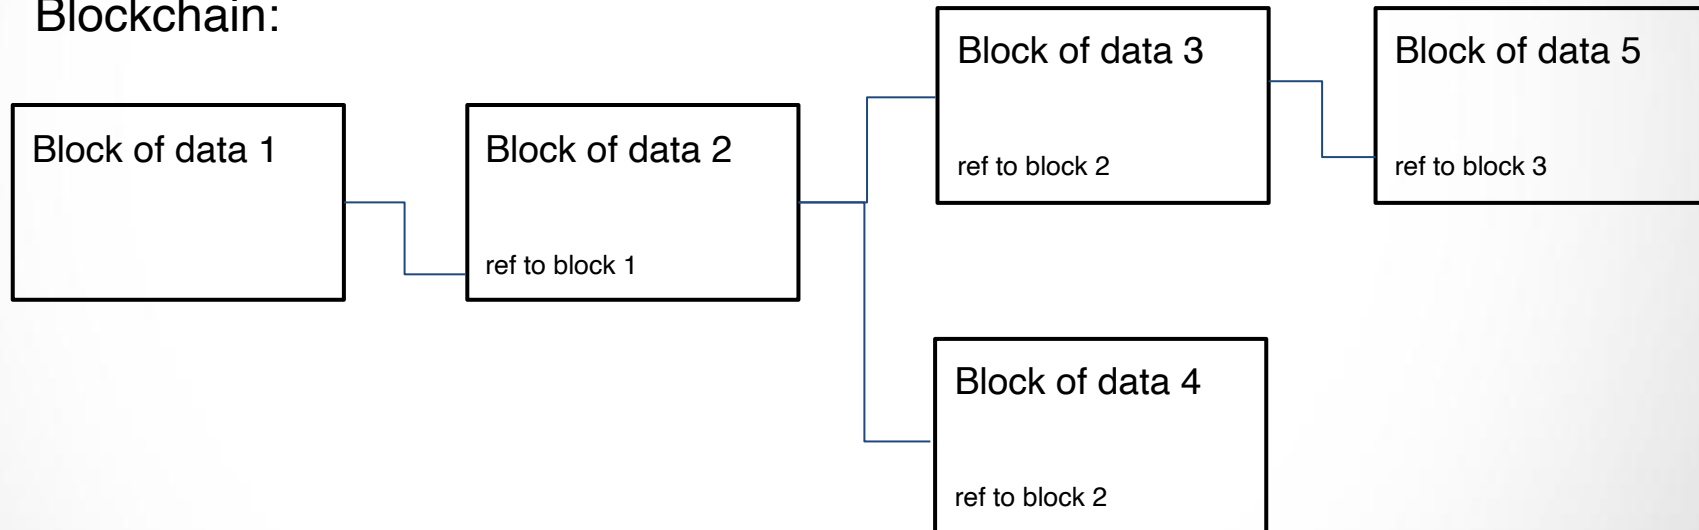 Blockchain:
Block of data 1
Block of data 2
ref to block 1
Block of data 3
ref to block 2
Block of data 5
ref to block 3
Block of data 4
ref to block 2